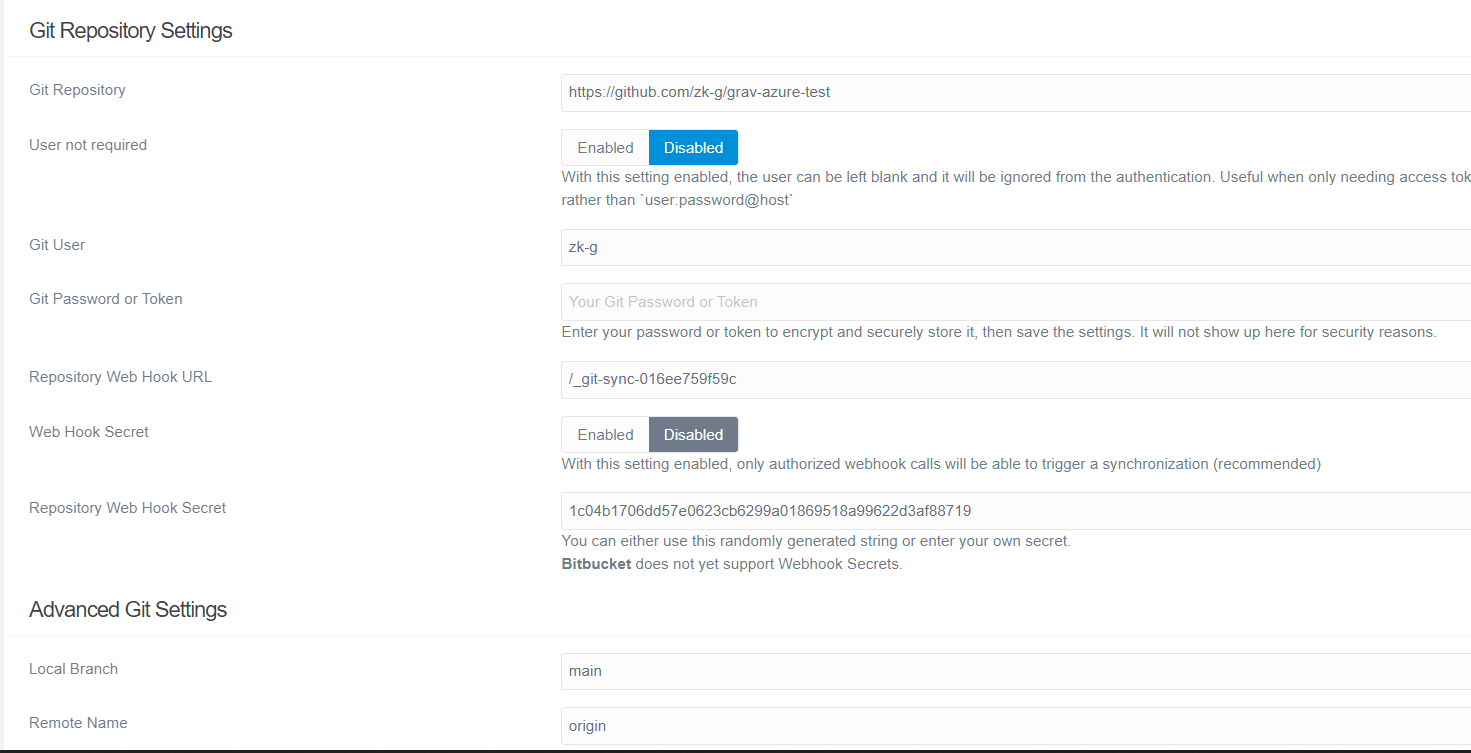 Git Repository Settings
Git Repository
https://github.com/zk-g/grav-azure-test
User not required
Enabled
Disabled
With this setting enabled, the user can be left blank and it will be ignored from the authentication. Useful when only needing access tok
rather than `user:password@host`
Git User
zk-g
Git Password or Token
Your Git Password or Token
Enter your password or token to encrypt and securely store it, then save the settings. It will not show up here for security reasons.
Repository Web Hook URL
/_git-sync-016ee759f59c
Web Hook Secret
Enabled
Disabled
With this setting enabled, only authorized webhook calls will be able to trigger a synchronization (recommended)
Repository Web Hook Secret
1c04b1706dd57e0623cb6299a01869518a99622d3af88719
You can either use this randomly generated string or enter your own secret.
Bitbucket does not yet support Webhook Secrets.
Advanced Git Settings
Local Branch
main
Remote Name
origin